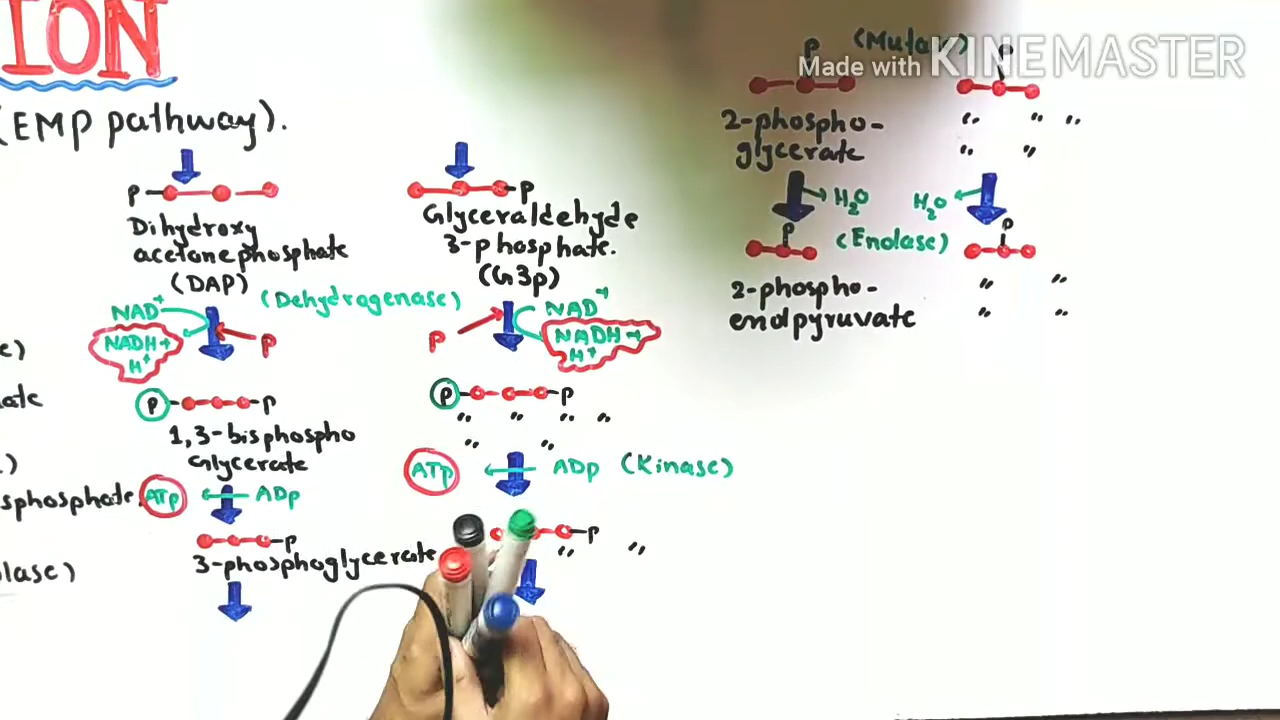 ION
(EMP pathway).
P
Dihydroxy
acetonephosphate
(DAP)
P
Glyceraldehyde
3-phosphate.
(G3p)
NAD+
(Dehydrogenase)
NADH+
H+
P
NAD+
P
NADH+
H+
P
P
1,3-bisphospho
Glycerate
P
P
" " " "
" "
ATp
ADp
ATp
ADp (Kinase)
P
3-phosphoglycerate
P
" "
sphosphate.
P (Mutase) P
Made with KINEMASTER
2-phospho-
glycerate
" " "
" "
H2O
H2O
P
(Enolase)
P
2-phospho-
enolpyruvate
" "
" "